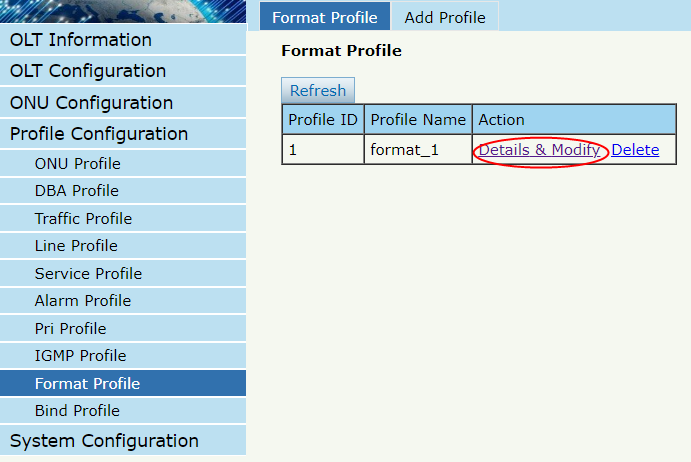 OLT Information
OLT Configuration
ONU Configuration
Profile Configuration
ONU Profile
DBA Profile
Traffic Profile
Line Profile
Service Profile
Alarm Profile
Pri Profile
IGMP Profile
Format Profile
Bind Profile
System Configuration
Format Profile Add Profile
Format Profile
Refresh
Profile ID Profile Name Action
1 format_1 Details & Modify Delete